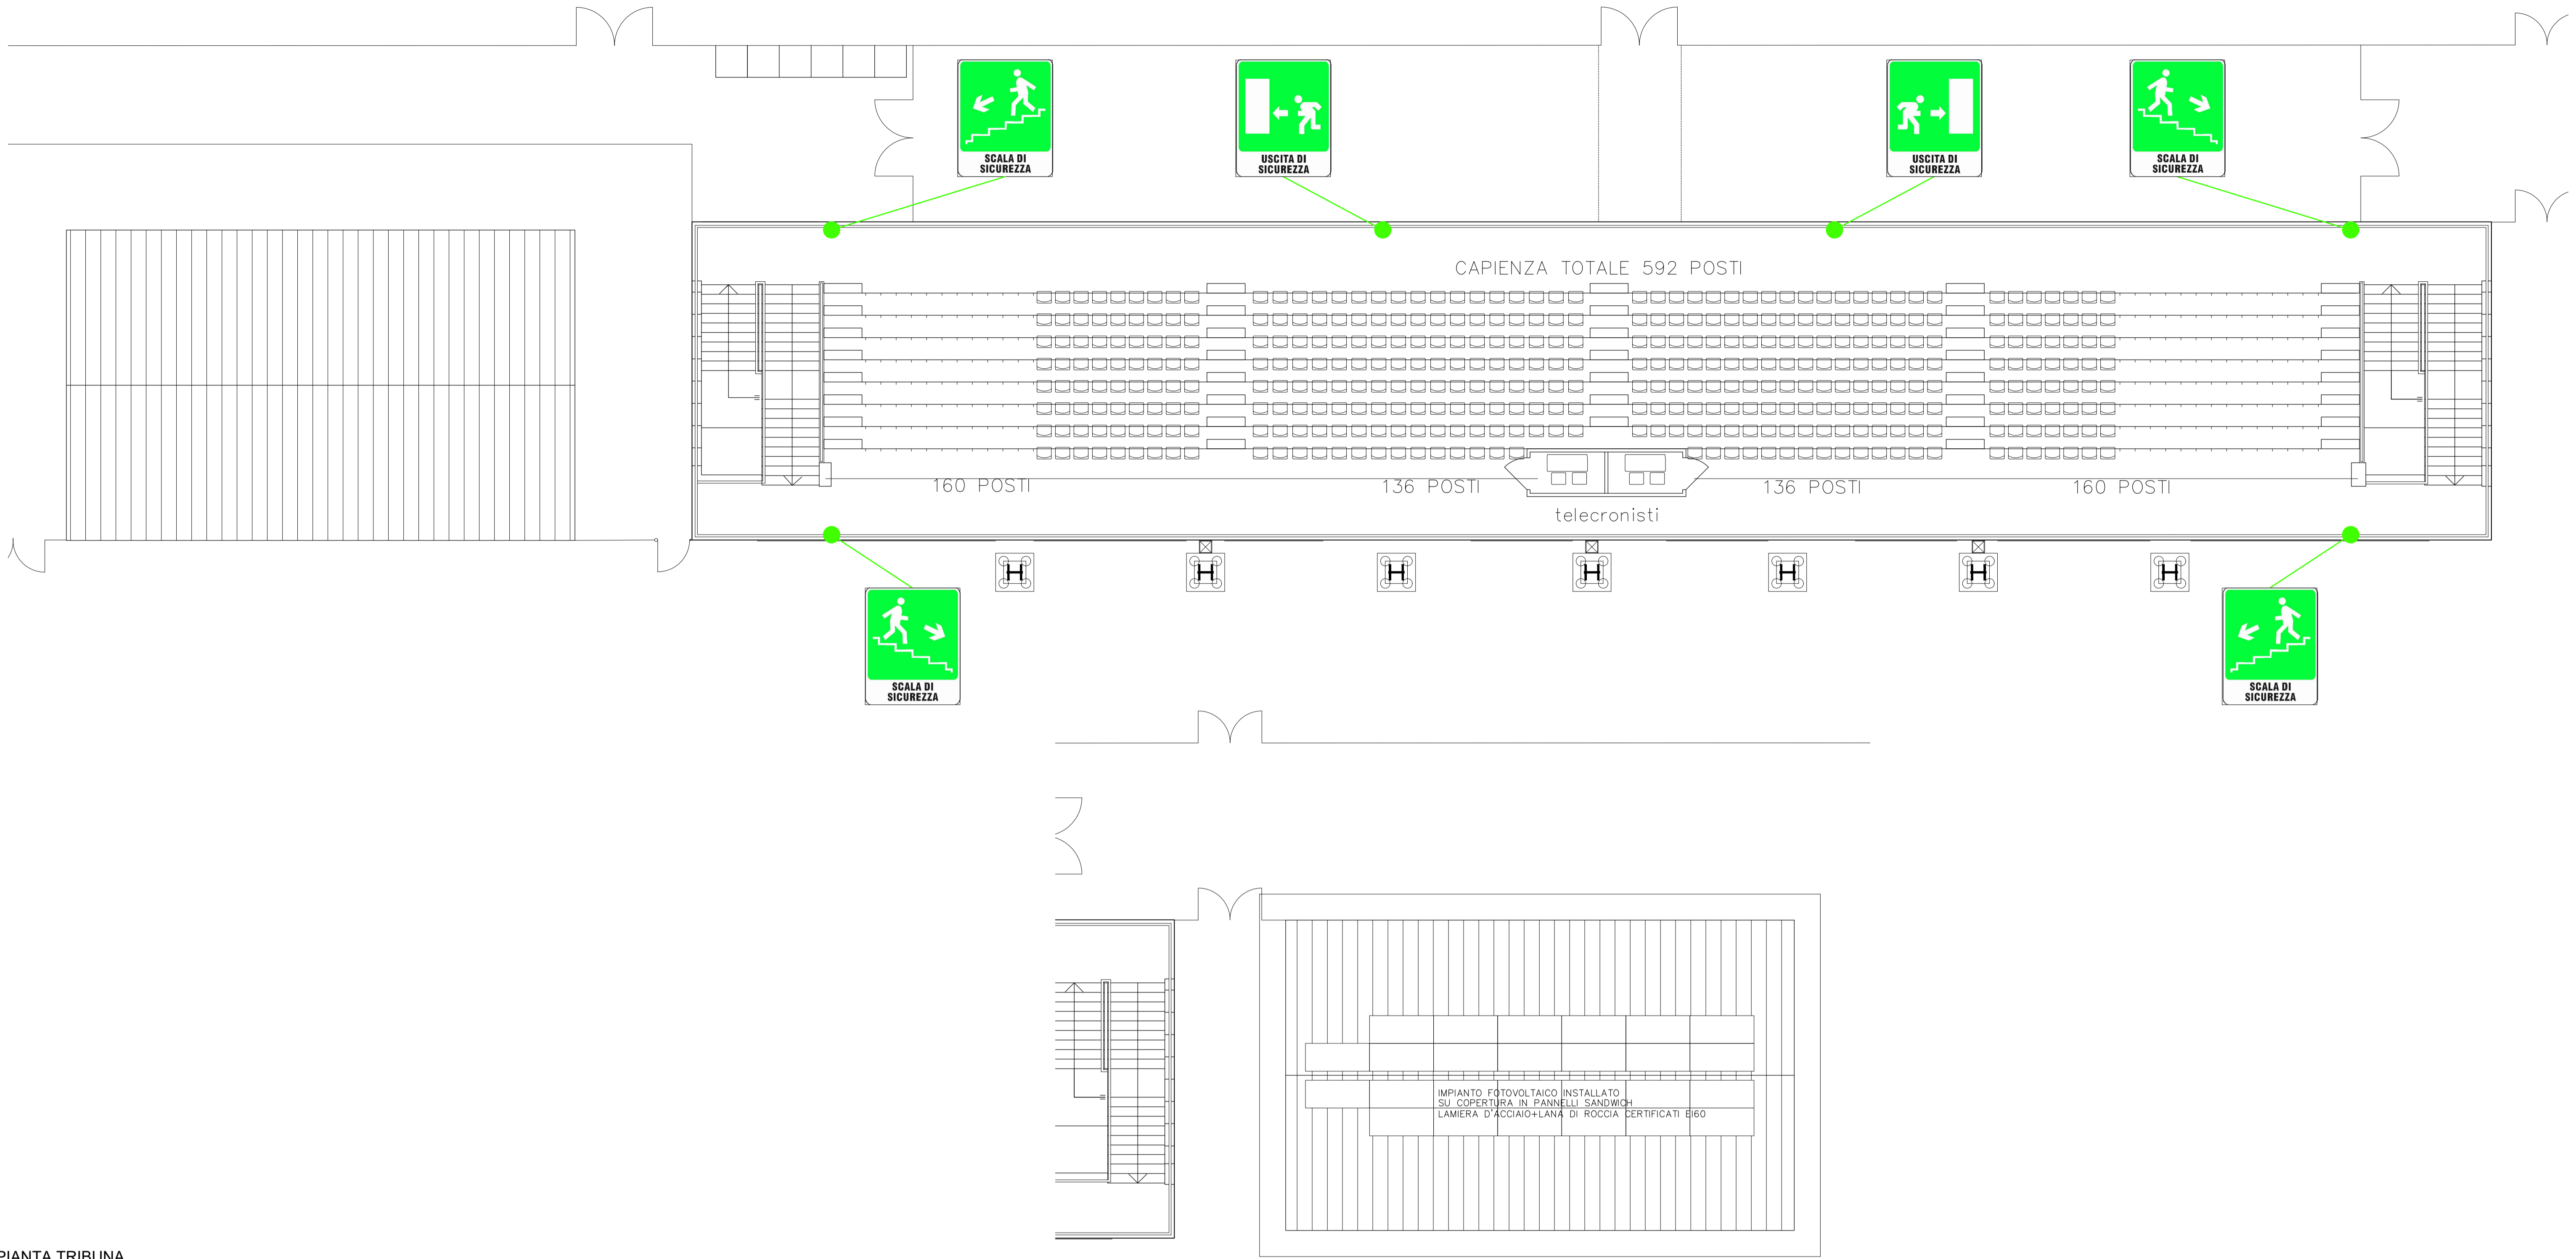 SCALA DI
SICUREZZA
USCITA DI
SICUREZZA
USCITA DI
SICUREZZA
SCALA DI
SICUREZZA
CAPIENZA TOTALE 592 POSTI
160 POSTI
136 POSTI
136 POSTI
160 POSTI
telecronisti
H
H
H
H
H
H
H
SCALA DI
SICUREZZA
SCALA DI
SICUREZZA
IMPIANTO FOTOVOLTAICO INSTALLATO
SU COPERTURA IN PANNELLI SANDWICH
LAMIERA D'ACCIAIO+LANA DI ROCCIA CERTIFICATI EI60
PIANTA TRIBUNA